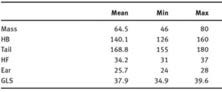 Mean Min Max
Mass 64.5 46 80
HB 140.1 126 160
Tail 168.8 155 180
HF 34.2 31 37
Ear 25.7 24 28
GLS 37.9 34.9 39.6